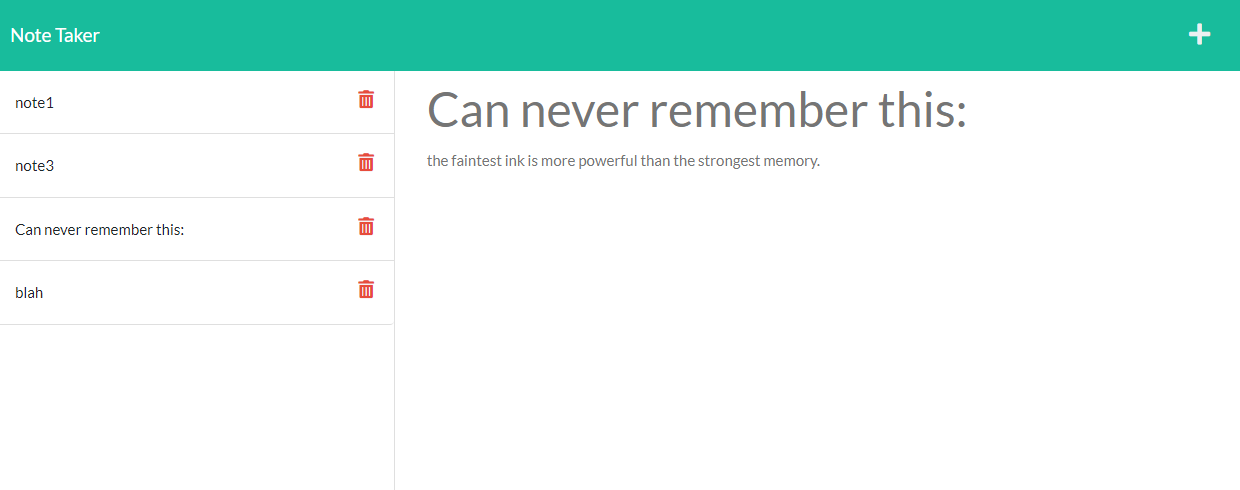 Note Taker
note1
note3
Can never remember this:
blah
Can never remember this:
the faintest ink is more powerful than the strongest memory.